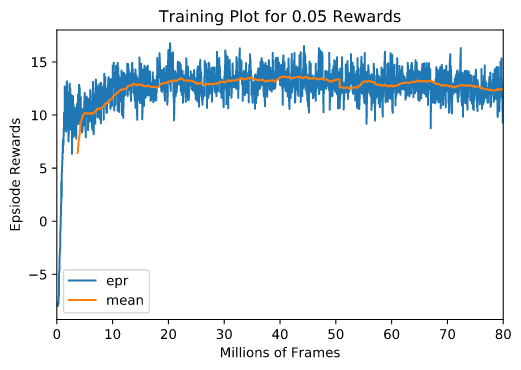 Training Plot for 0.05 Rewards
15
10
5
0
−5
Epsiode Rewards
epr
mean
0 10 20 30 40 50 60 70 80
Millions of Frames